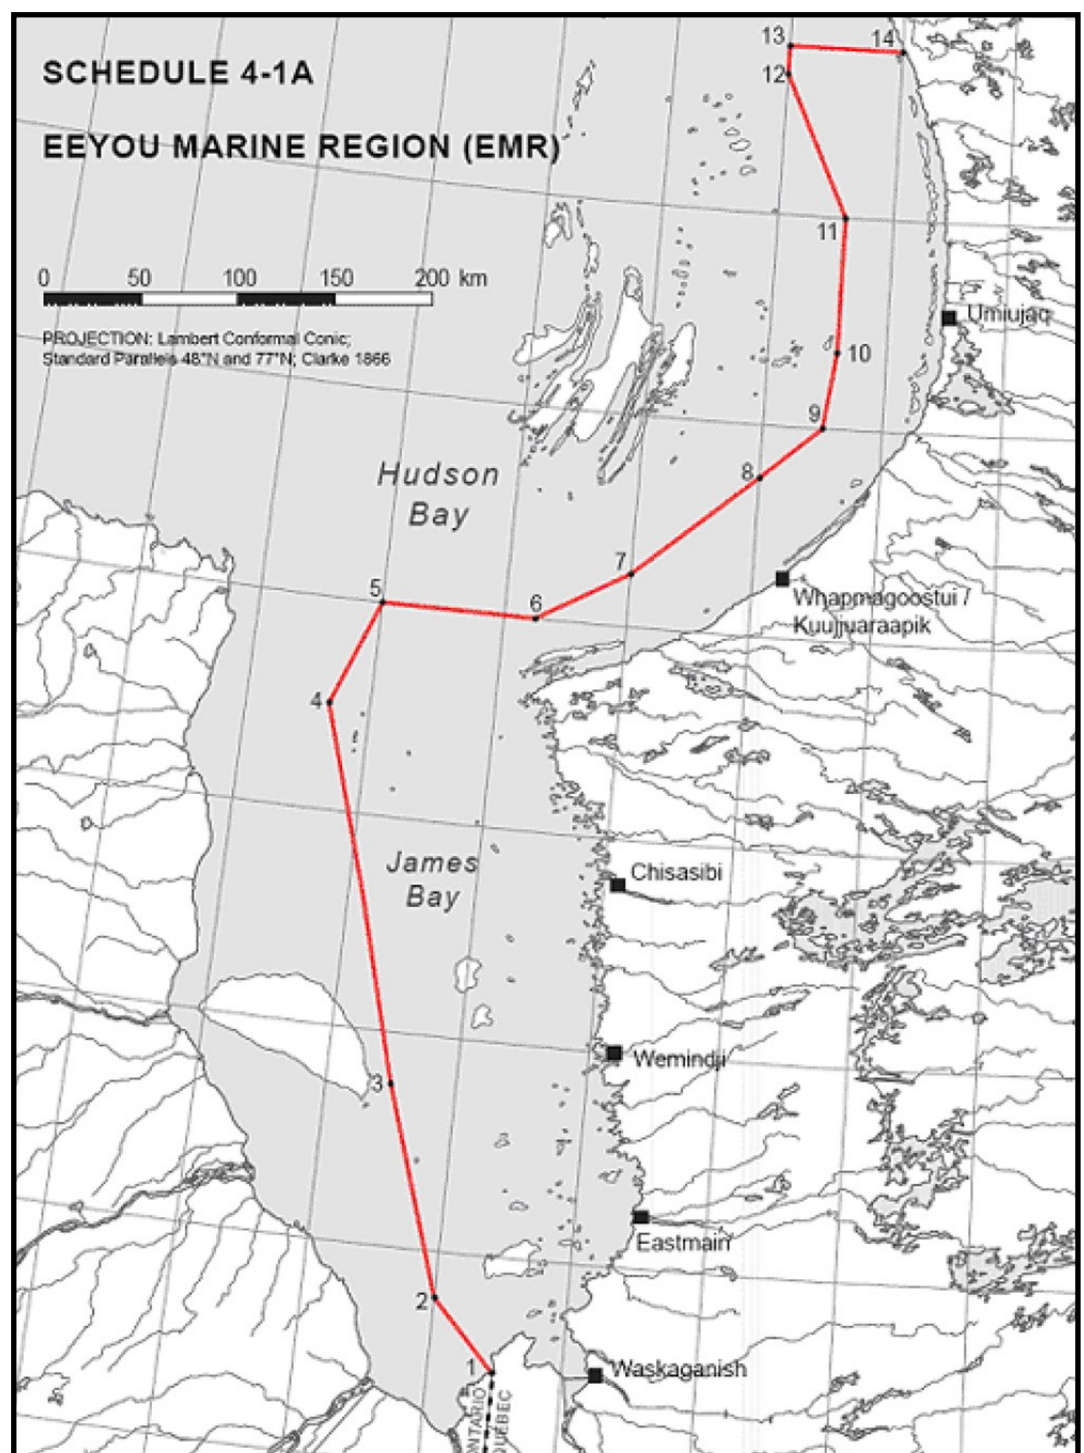 SCHEDULE 4-1A
EEYOU MARINE REGION (EMR)
0 50 100 150 200 km
PROJECTION: Lambert Conformal Conic;
Standard Parallels 48°N and 77°N; Clarke 1866
13
14
12
11
Umiujaq
10
9
Hudson
Bay
8
7
Whapmagoostui /
Kuujjuaraapik
5
6
4
James
Bay
Chisasibi
Wemindji
3
Eastmain
2
1
Waskaganish
ONTARIO
QUÉBEC